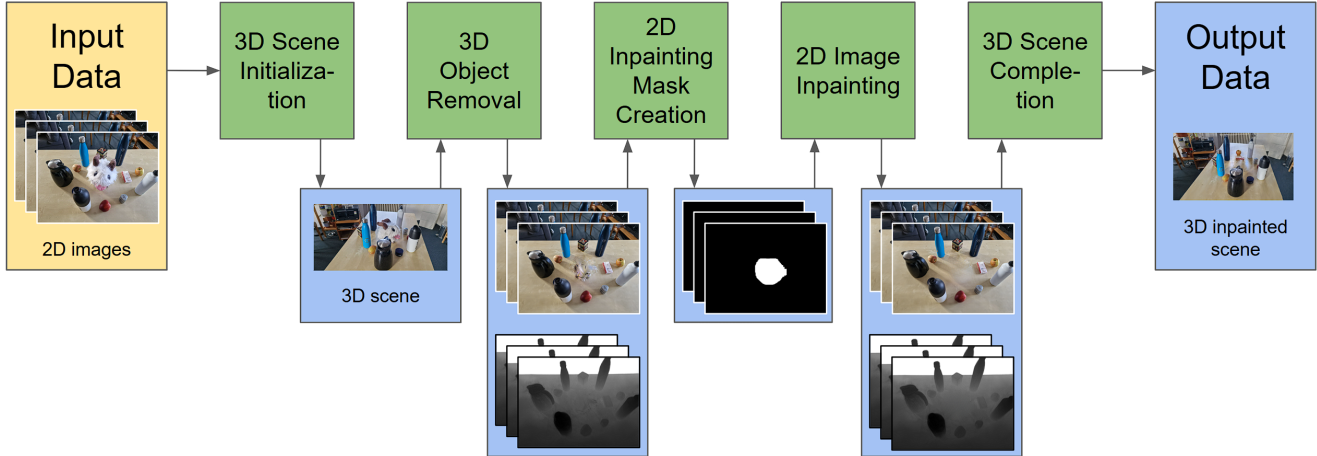 Input
Data
2D images
3D Scene
Initializa-
tion
3D scene
3D
Object
Removal
2D
Inpainting
Mask
Creation
2D Image
Inpainting
3D Scene
Comple-
tion
Output
Data
3D inpainted
scene